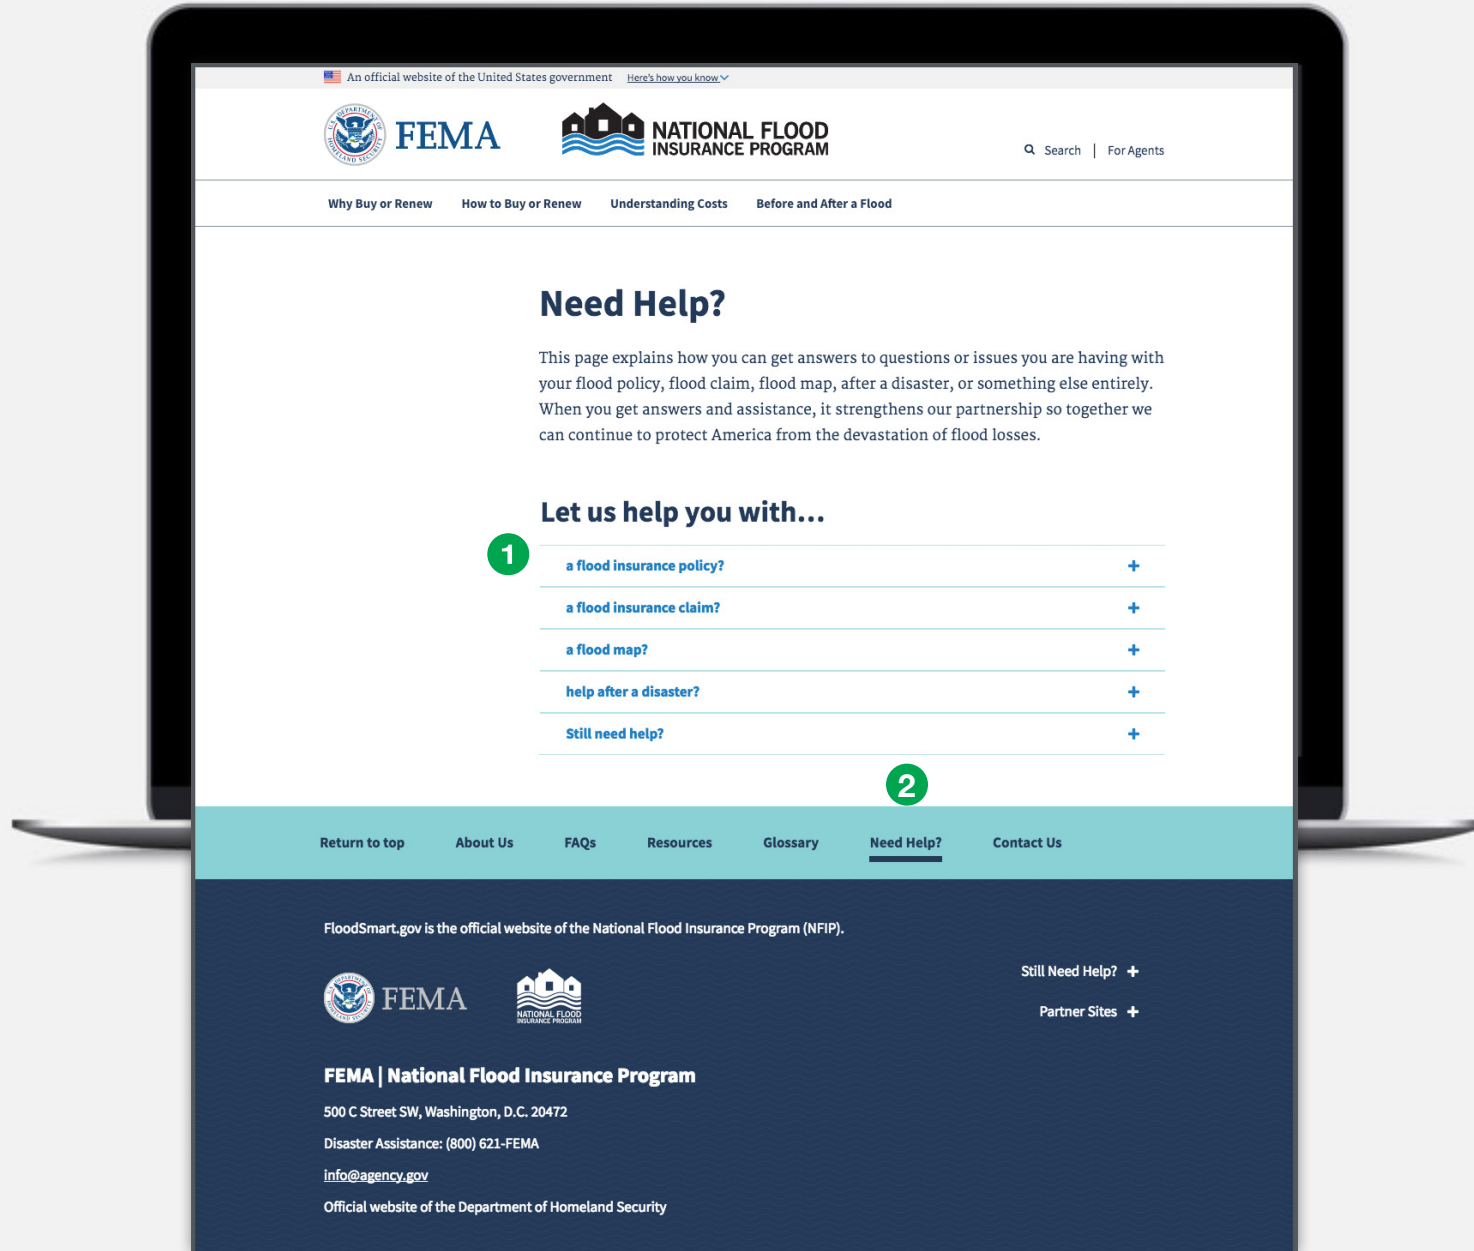 An official website of the United States government Here's how you know
FEMA
U.S. DEPARTMENT OF HOMELAND SECURITY
NATIONAL FLOOD
INSURANCE PROGRAM
Search | For Agents
Why Buy or Renew How to Buy or Renew Understanding Costs Before and After a Flood
Need Help?
This page explains how you can get answers to questions or issues you are having with
your flood policy, flood claim, flood map, after a disaster, or something else entirely.
When you get answers and assistance, it strengthens our partnership so together we
can continue to protect America from the devastation of flood losses.
Let us help you with...
1
a flood insurance policy? +
a flood insurance claim? +
a flood map? +
help after a disaster? +
Still need help? +
2
Return to top About Us FAQs Resources Glossary Need Help? Contact Us
FloodSmart.gov is the official website of the National Flood Insurance Program (NFIP).
Still Need Help? +
FEMA
NATIONAL FLOOD
INSURANCE PROGRAM
Partner Sites +
FEMA | National Flood Insurance Program
500 C Street SW, Washington, D.C. 20472
Disaster Assistance: (800) 621-FEMA
info@agency.gov
Official website of the Department of Homeland Security